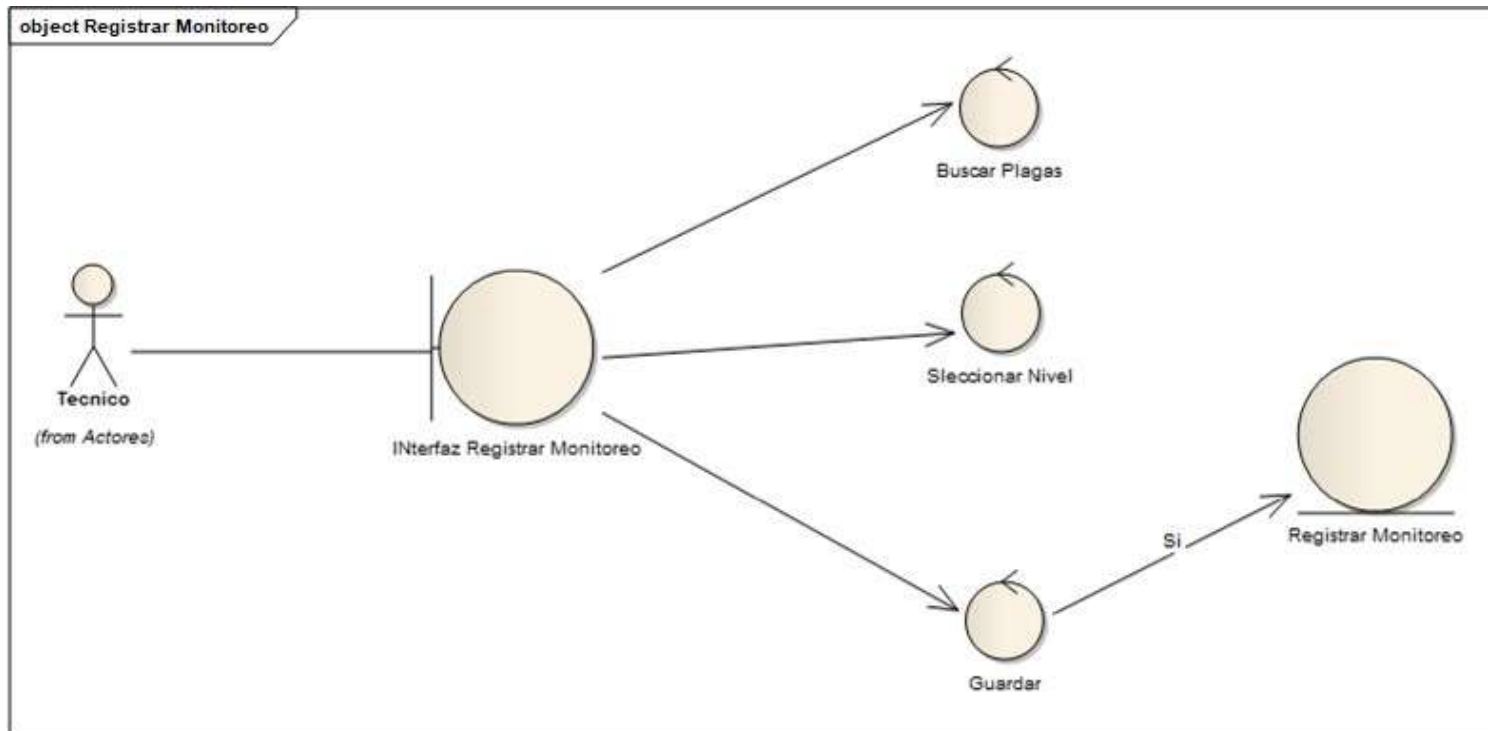 object Registrar Monitoreo
Buscar Plagas
Sleccionar Nivel
Tecnico
(from Actores)
INterfaz Registrar Monitoreo
Si
Registrar Monitoreo
Guardar